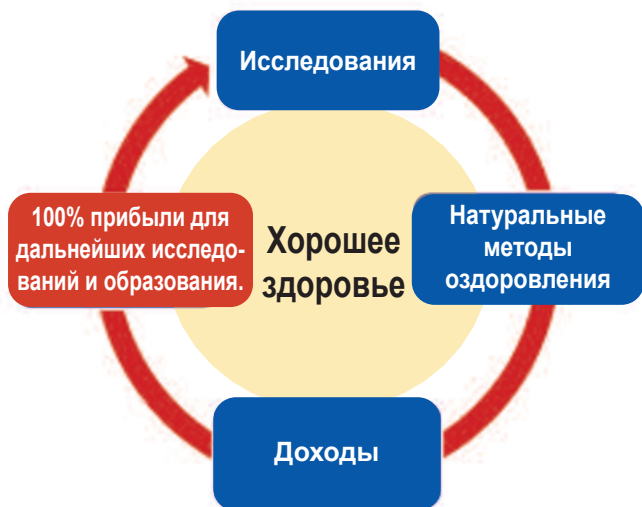 Исследования
100% прибыли для
дальнейших исследо-
ваний и образования.
Хорошее
здоровье
Натуральные
методы
оздоровления
Доходы